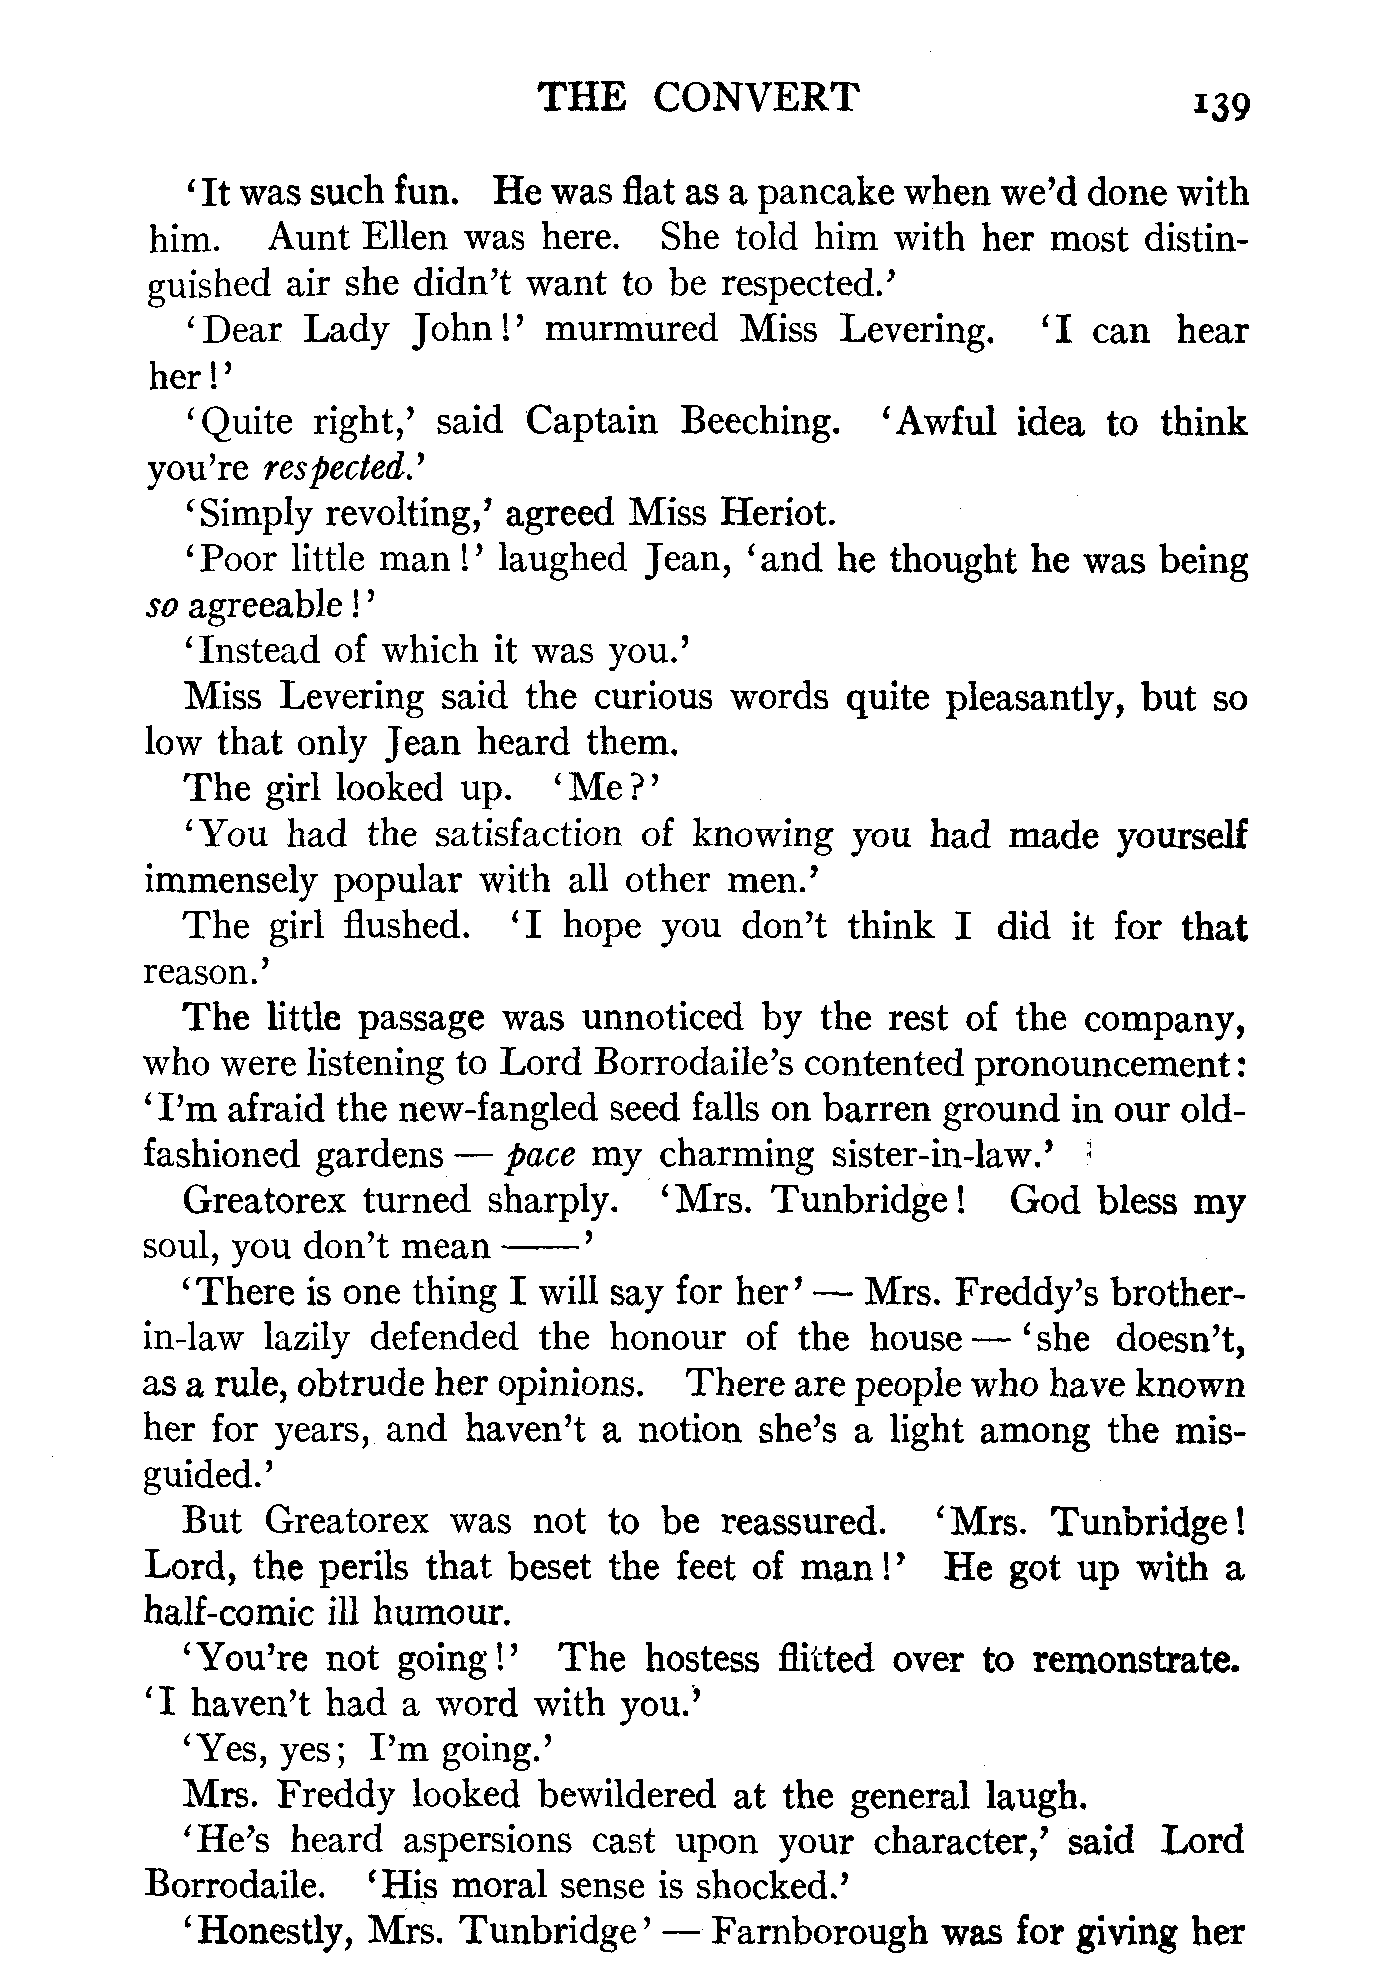 THE CONVERT 139
‘It was such fun. He was flat as a pancake when we’d done with
him. Aunt Ellen was here. She told him with her most distin-
guished air she didn’t want to be respected.’
‘Dear Lady John!’ murmured Miss Levering. ‘I can hear
her!’
‘Quite right,’ said Captain Beeching. ‘Awful idea to think
you’re respected.’
‘Simply revolting,’ agreed Miss Heriot.
‘Poor little man!’ laughed Jean, ‘and he thought he was being
so agreeable!’
‘Instead of which it was you.’
Miss Levering said the curious words quite pleasantly, but so
low that only Jean heard them.
The girl looked up. ‘Me?’
‘You had the satisfaction of knowing you had made yourself
immensely popular with all other men.’
The girl flushed. ‘I hope you don’t think I did it for that
reason.’
The little passage was unnoticed by the rest of the company,
who were listening to Lord Borrodaile’s contented pronouncement:
‘I’m afraid the new-fangled seed falls on barren ground in our old-
fashioned gardens — pace my charming sister-in-law.’
Greatorex turned sharply. ‘Mrs. Tunbridge! God bless my
soul, you don’t mean ——’
‘There is one thing I will say for her’ — Mrs. Freddy’s brother-
in-law lazily defended the honour of the house — ‘she doesn’t,
as a rule, obtrude her opinions. There are people who have known
her for years, and haven’t a notion she’s a light among the mis-
guided.’
But Greatorex was not to be reassured. ‘Mrs. Tunbridge!
Lord, the perils that beset the feet of man!’ He got up with a
half-comic ill humour.
‘You’re not going!’ The hostess flitted over to remonstrate.
‘I haven’t had a word with you.’
‘Yes, yes; I’m going.’
Mrs. Freddy looked bewildered at the general laugh.
‘He’s heard aspersions cast upon your character,’ said Lord
Borrodaile. ‘His moral sense is shocked.’
‘Honestly, Mrs. Tunbridge’ — Farnborough was for giving her